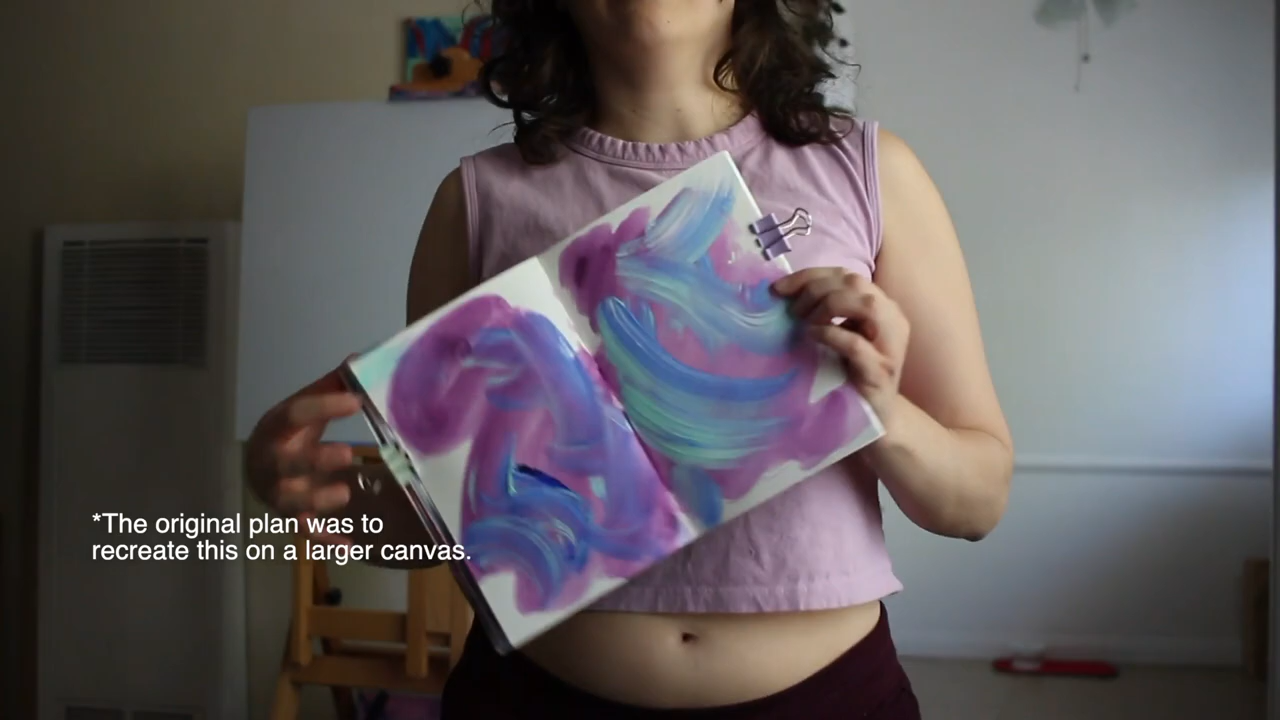 *The original plan was to
recreate this on a larger canvas.